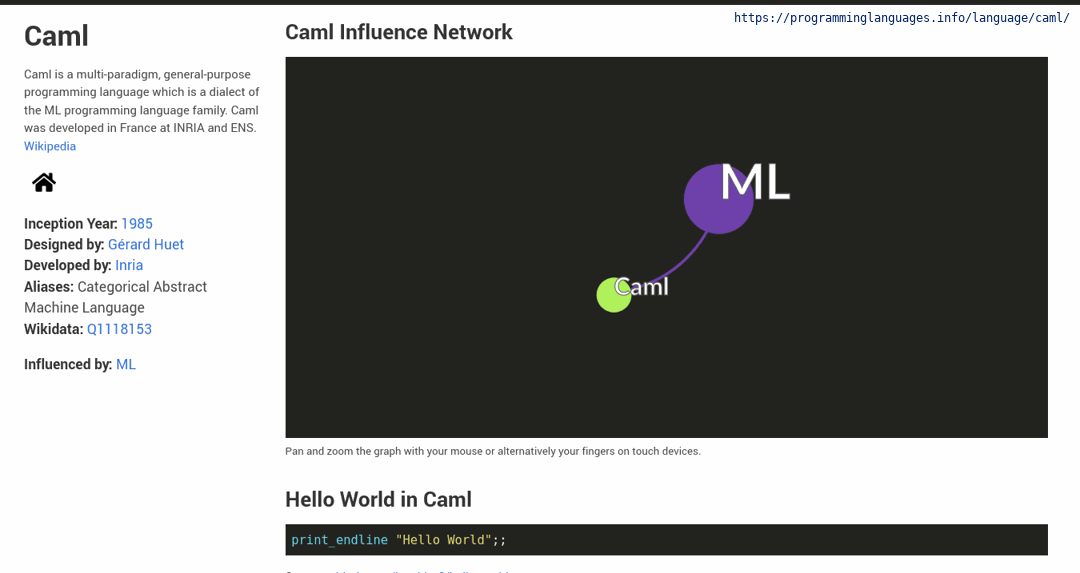 https://programminglanguages.info/language/caml/
Caml
Caml is a multi-paradigm, general-purpose
programming language which is a dialect of
the ML programming language family. Caml
was developed in France at INRIA and ENS.
Wikipedia
Inception Year: 1985
Designed by: Gérard Huet
Developed by: Inria
Aliases: Categorical Abstract
Machine Language
Wikidata: Q1118153
Influenced by: ML
Caml Influence Network
ML
Caml
Pan and zoom the graph with your mouse or alternatively your fingers on touch devices.
Hello World in Caml
print_endline "Hello World";;